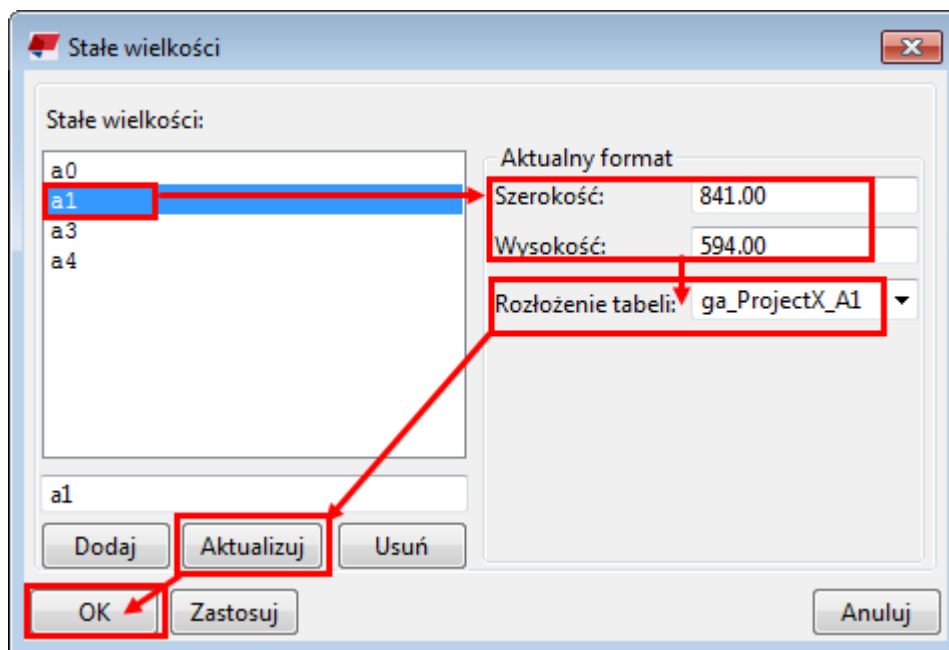 Stałe wielkości
Stałe wielkości:
a0
a1
a3
a4
a1
Dodaj Aktualizuj Usuń
Aktualny format
Szerokość: 841.00
Wysokość: 594.00
Rozłożenie tabeli: ga_ProjectX_A1
OK Zastosuj Anuluj